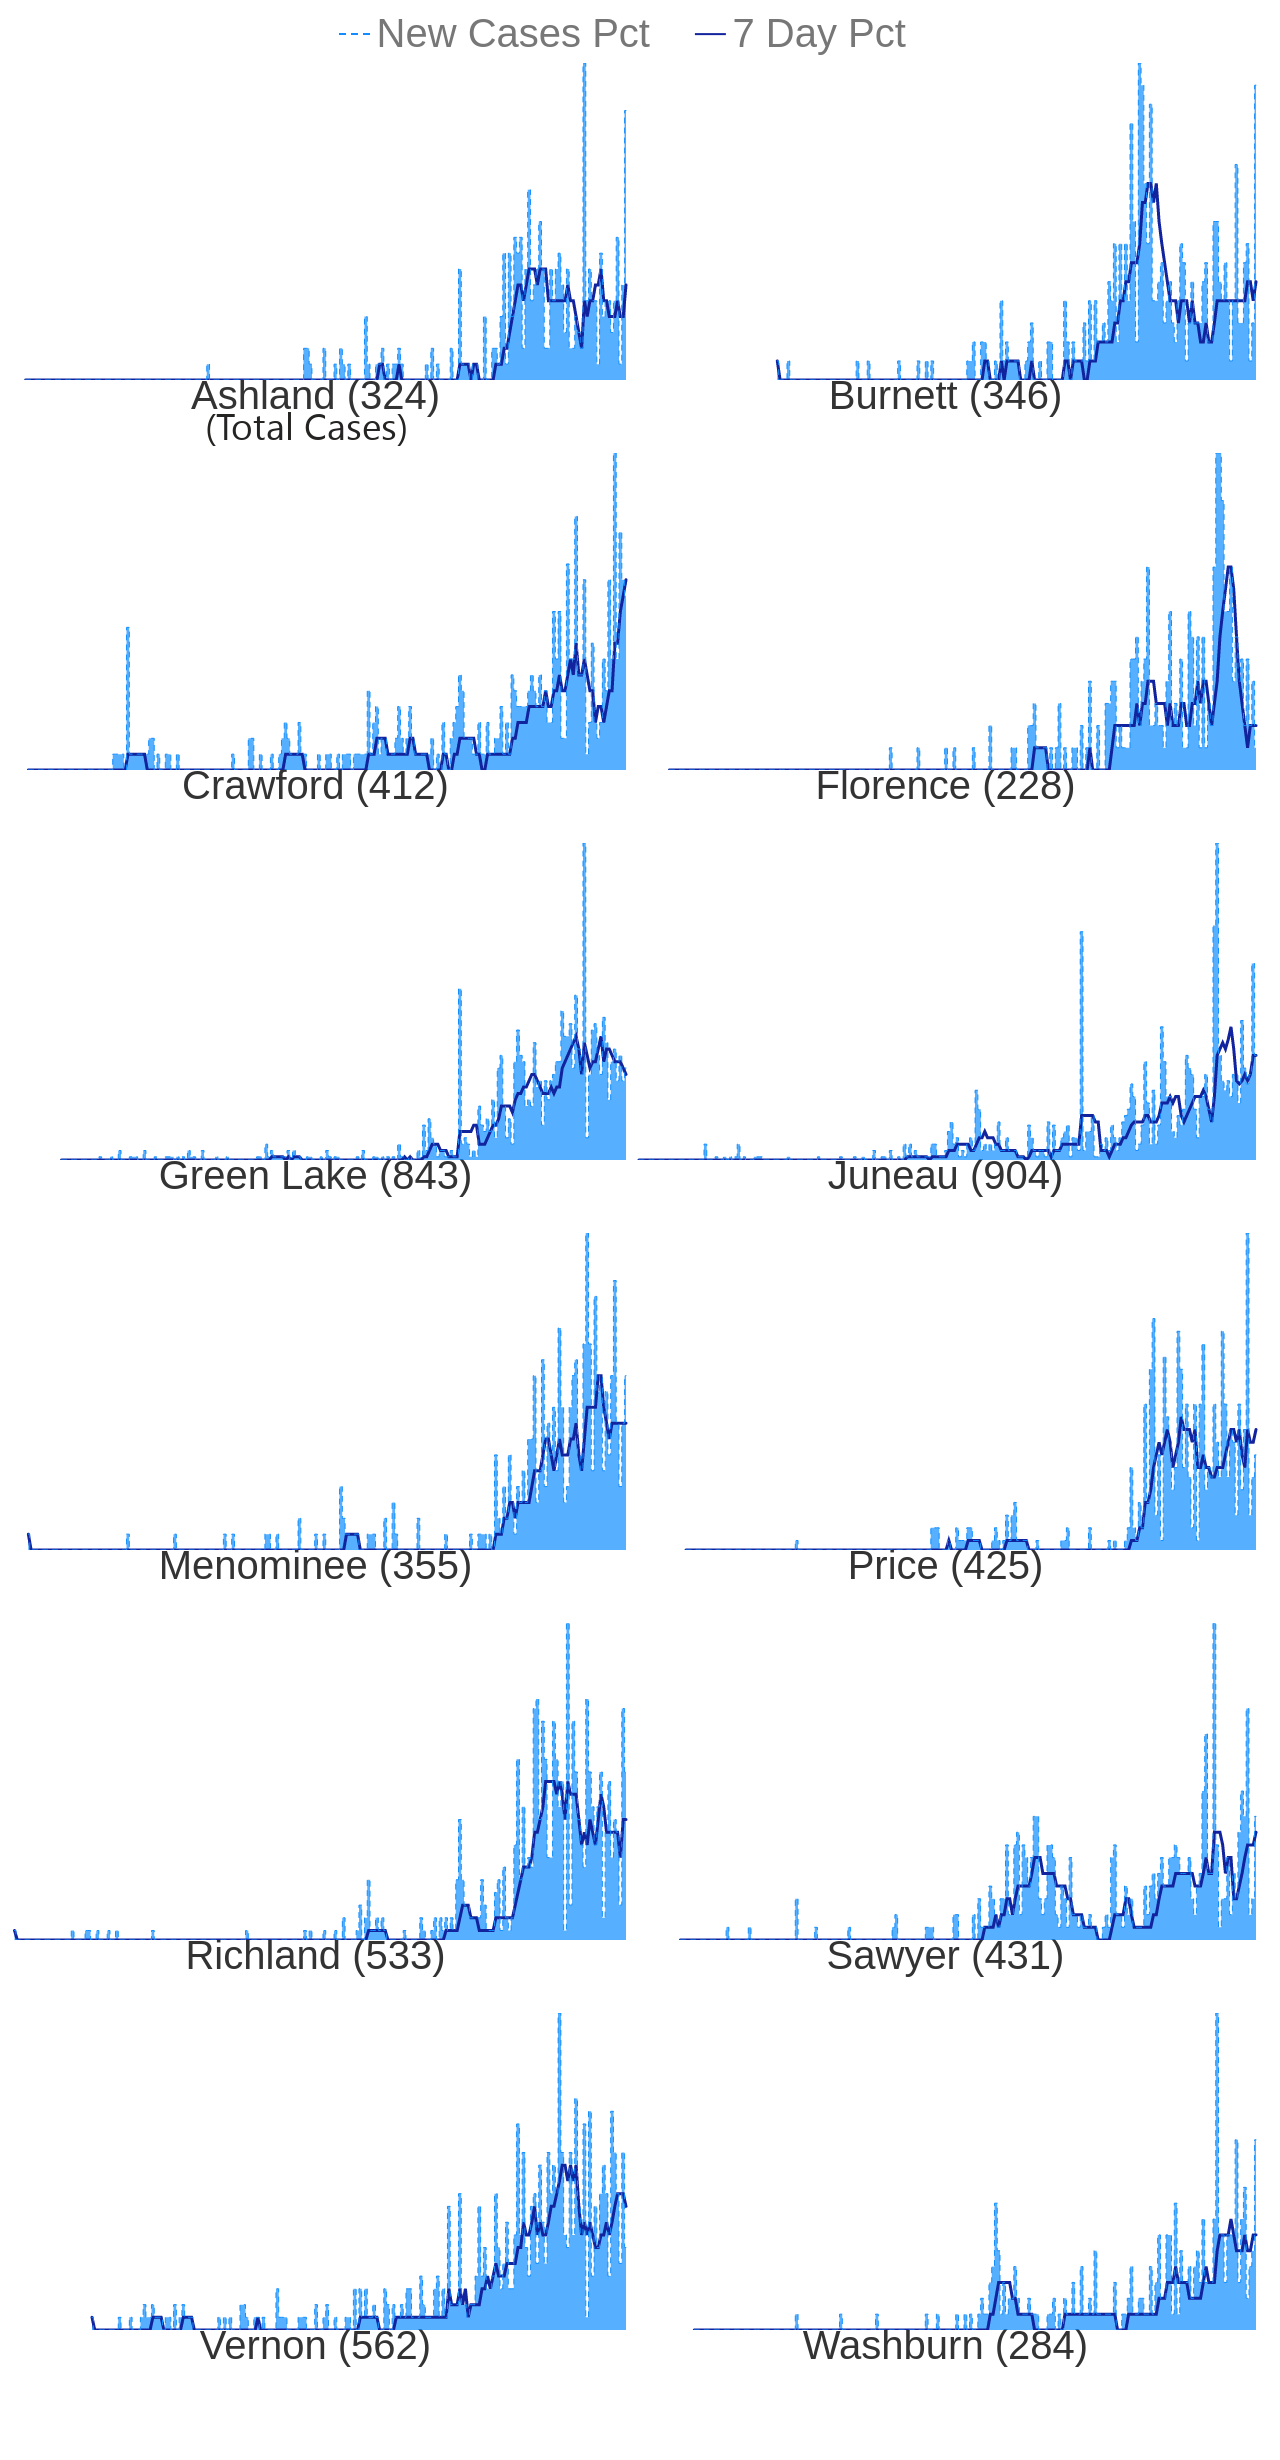 New Cases Pct 7 Day Pct
Ashland (324) Burnett (346)
(Total Cases)
Crawford (412) Florence (228)
Green Lake (843) Juneau (904)
Menominee (355) Price (425)
Richland (533) Sawyer (431)
Vernon (562) Washburn (284)